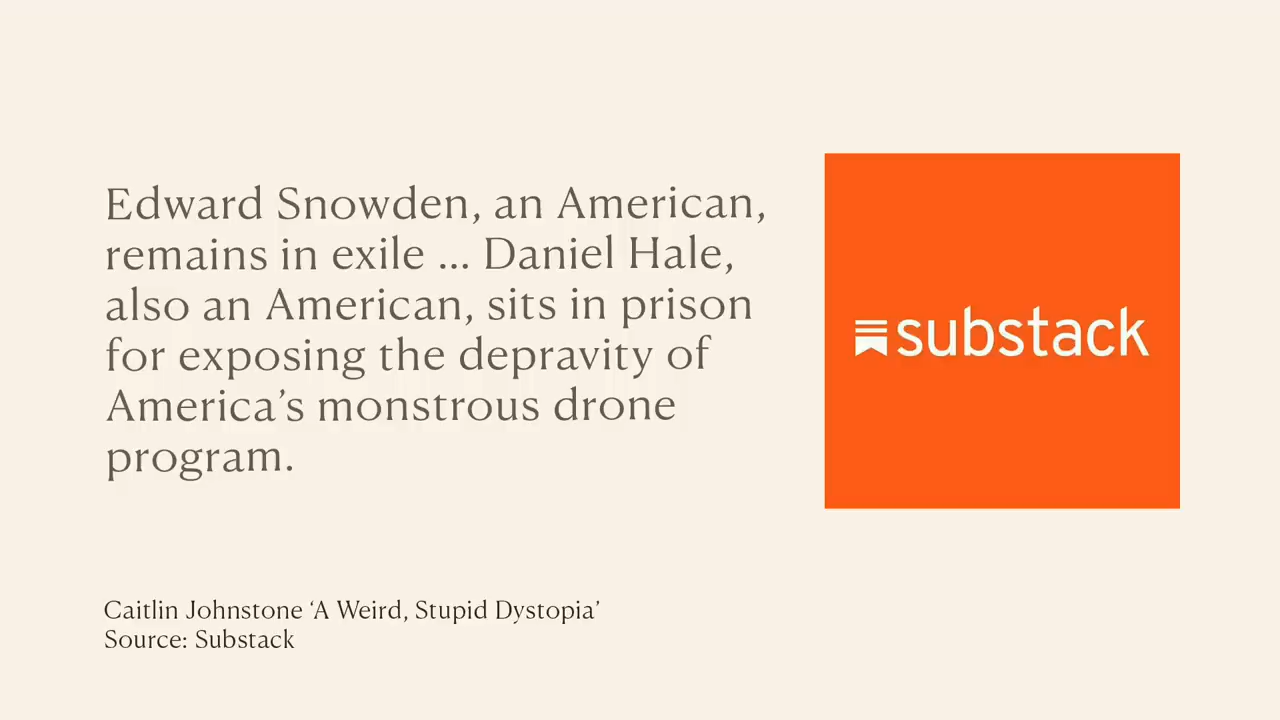 Edward Snowden, an American,
remains in exile ... Daniel Hale,
also an American, sits in prison
for exposing the depravity of
America’s monstrous drone
program.
substack
Caitlin Johnstone ‘A Weird, Stupid Dystopia’
Source: Substack